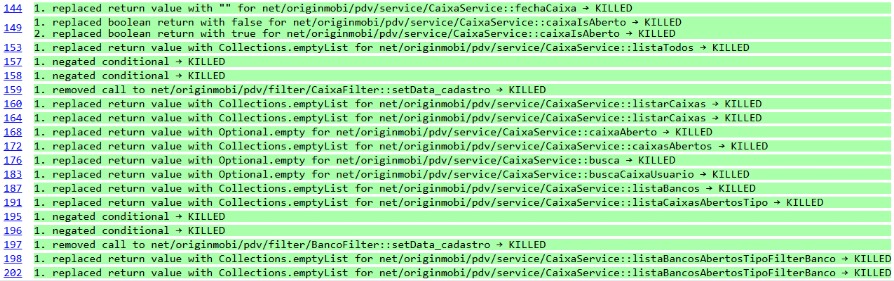 144 1. replaced return value with "" for net/originmobi/pdv/service/CaixaService::fechaCaixa → KILLED
149 1. replaced boolean return with false for net/originmobi/pdv/service/CaixaService::caixaIsAberto → KILLED
2. replaced boolean return with true for net/originmobi/pdv/service/CaixaService::caixaIsAberto → KILLED
153 1. replaced return value with Collections.emptyList for net/originmobi/pdv/service/CaixaService::listaTodos → KILLED
157 1. negated conditional → KILLED
158 1. negated conditional → KILLED
159 1. removed call to net/originmobi/pdv/filter/CaixaFilter::setData_cadastro → KILLED
160 1. replaced return value with Collections.emptyList for net/originmobi/pdv/service/CaixaService::listarCaixas → KILLED
164 1. replaced return value with Collections.emptyList for net/originmobi/pdv/service/CaixaService::listarCaixas → KILLED
168 1. replaced return value with Optional.empty for net/originmobi/pdv/service/CaixaService::caixaAberto → KILLED
172 1. replaced return value with Collections.emptyList for net/originmobi/pdv/service/CaixaService::caixasAbertos → KILLED
176 1. replaced return value with Optional.empty for net/originmobi/pdv/service/CaixaService::busca → KILLED
183 1. replaced return value with Optional.empty for net/originmobi/pdv/service/CaixaService::buscaCaixaUsuario → KILLED
187 1. replaced return value with Collections.emptyList for net/originmobi/pdv/service/CaixaService::listaBancos → KILLED
191 1. replaced return value with Collections.emptyList for net/originmobi/pdv/service/CaixaService::listaCaixasAbertosTipo → KILLED
195 1. negated conditional → KILLED
196 1. negated conditional → KILLED
197 1. removed call to net/originmobi/pdv/filter/BancoFilter::setData_cadastro → KILLED
198 1. replaced return value with Collections.emptyList for net/originmobi/pdv/service/CaixaService::listaBancosAbertosTipoFilterBanco → KILLED
202 1. replaced return value with Collections.emptyList for net/originmobi/pdv/service/CaixaService::listaBancosAbertosTipoFilterBanco → KILLED